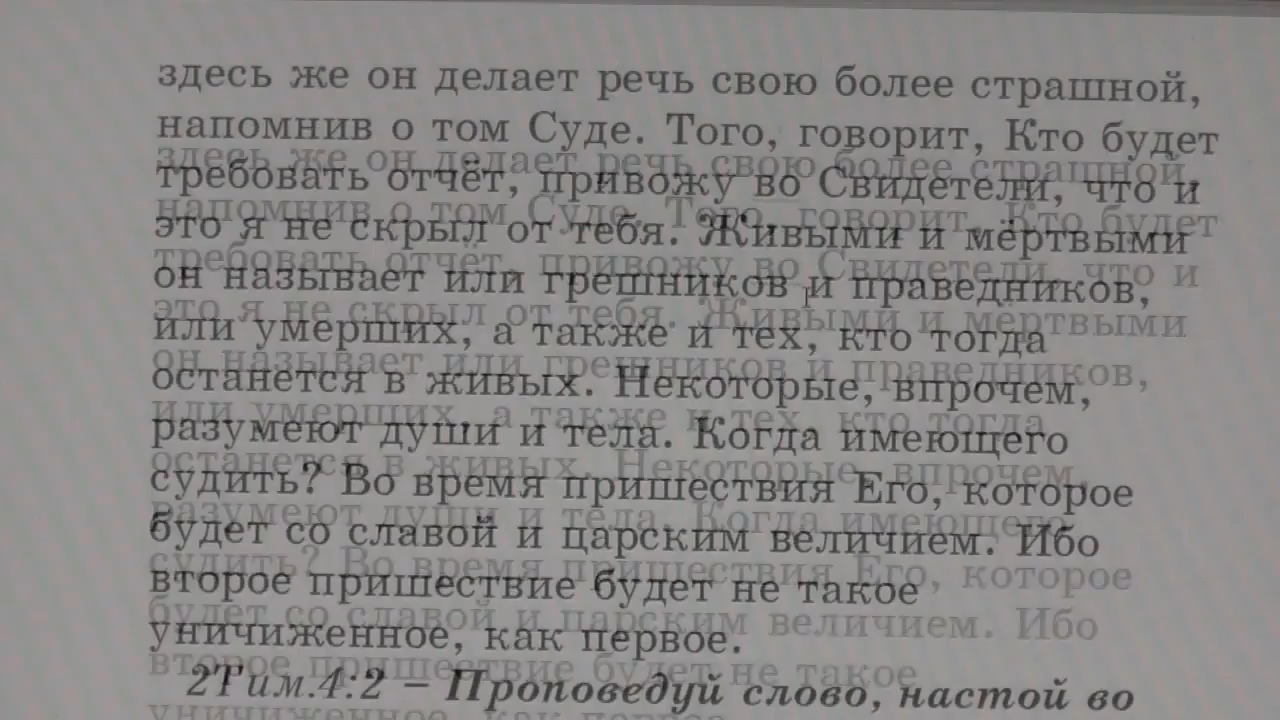 здесь же он делает речь свою более страшной,
напомнив о том Суде. Того, говорит, Кто будет
требовать отчёт, привожу во Свидетели, что и
это я не скрыл от тебя. Живыми и мёртвыми
он называет или грешников и праведников,
или умерших, а также и тех, кто тогда
останется в живых. Некоторые, впрочем,
разумеют души и тела. Когда имеющего
судить? Во время пришествия Его, которое
будет со славой и царским величием. Ибо
второе пришествие будет не такое
уничиженное, как первое.
2Тим.4:2 – Проповедуй слово, настой во